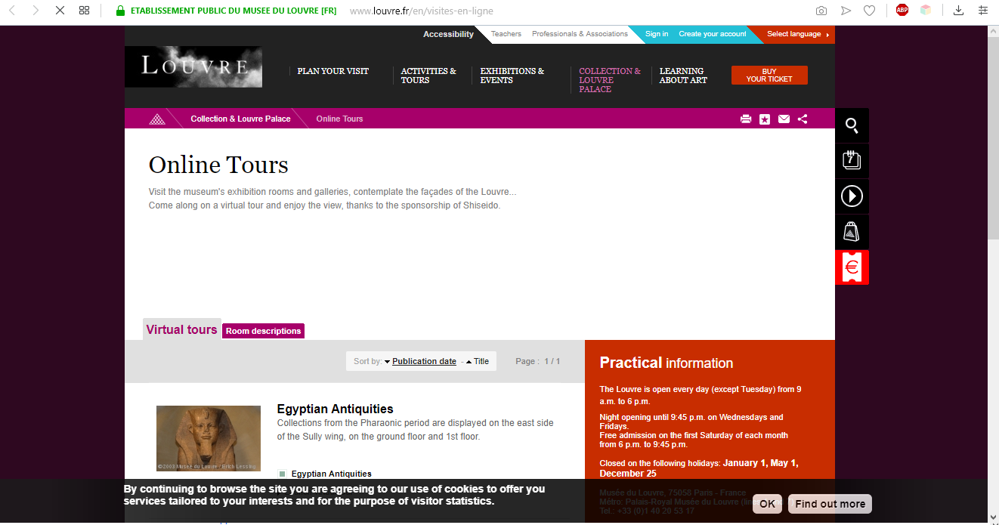 ETABLISSEMENT PUBLIC DU MUSEE DU LOUVRE [FR] www.louvre.fr/en/visites-en-ligne
ABP
Accessibility Teachers Professionals & Associations Sign in Create your account Select language
LOUVRE
PLAN YOUR VISIT
ACTIVITIES &
TOURS
EXHIBITIONS &
EVENTS
COLLECTION &
LOUVRE
PALACE
LEARNING
ABOUT ART
BUY
YOUR TICKET
Collection & Louvre Palace Online Tours
7
€
Online Tours
Visit the museum's exhibition rooms and galleries, contemplate the façades of the Louvre...
Come along on a virtual tour and enjoy the view, thanks to the sponsorship of Shiseido.
Virtual tours Room descriptions
Sort by: Publication date - Title Page : 1 / 1
Egyptian Antiquities
Collections from the Pharaonic period are displayed on the east side
of the Sully wing, on the ground floor and 1st floor.
©2003 Musée du Louvre / Erich Lessing
Egyptian Antiquities
Practical information
The Louvre is open every day (except Tuesday) from 9
a.m. to 6 p.m.
Night opening until 9:45 p.m. on Wednesdays and
Fridays.
Free admission on the first Saturday of each month
from 6 p.m. to 9:45 p.m.
Closed on the following holidays: January 1, May 1,
December 25
Musée du Louvre, 75058 Paris - France
Métro: Palais-Royal Musée du Louvre (lines
Tel.: +33 (0)1 40 20 53 17
By continuing to browse the site you are agreeing to our use of cookies to offer you
services tailored to your interests and for the purpose of visitor statistics.
OK Find out more